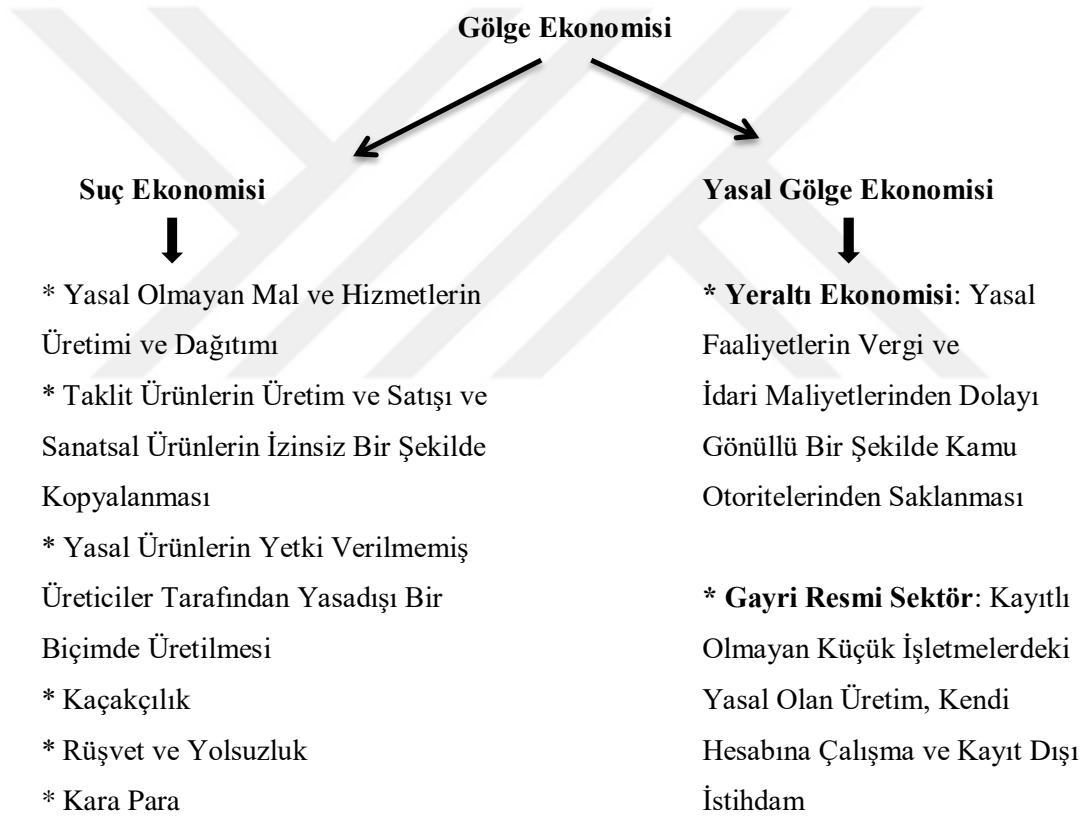 Gölge Ekonomisi
Suç Ekonomisi
* Yasal Olmayan Mal ve Hizmetlerin
Üretimi ve Dağıtımı
* Taklit Ürünlerin Üretim ve Satışı ve
Sanatsal Ürünlerin İzinsiz Bir Şekilde
Kopyalanması
* Yasal Ürünlerin Yetki Verilmemiş
Üreticiler Tarafından Yasadışı Bir
Biçimde Üretilmesi
* Kaçakçılık
* Rüşvet ve Yolsuzluk
* Kara Para
Yasal Gölge Ekonomisi
* Yeraltı Ekonomisi: Yasal
Faaliyetlerin Vergi ve
İdari Maliyetlerinden Dolayı
Gönüllü Bir Şekilde Kamu
Otoritelerinden Saklanması
* Gayri Resmi Sektör: Kayıtlı
Olmayan Küçük İşletmelerdeki
Yasal Olan Üretim, Kendi
Hesabına Çalışma ve Kayıt Dışı
İstihdam